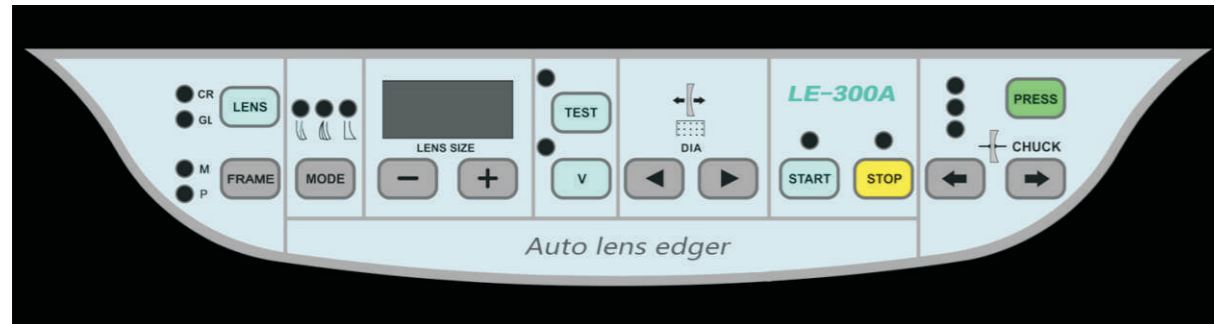 CR
GL
LENS
M
P
FRAME
MODE
LENS SIZE
TEST
V
DIA
LE-300A
START
STOP
PRESS
CHUCK
Auto lens edger